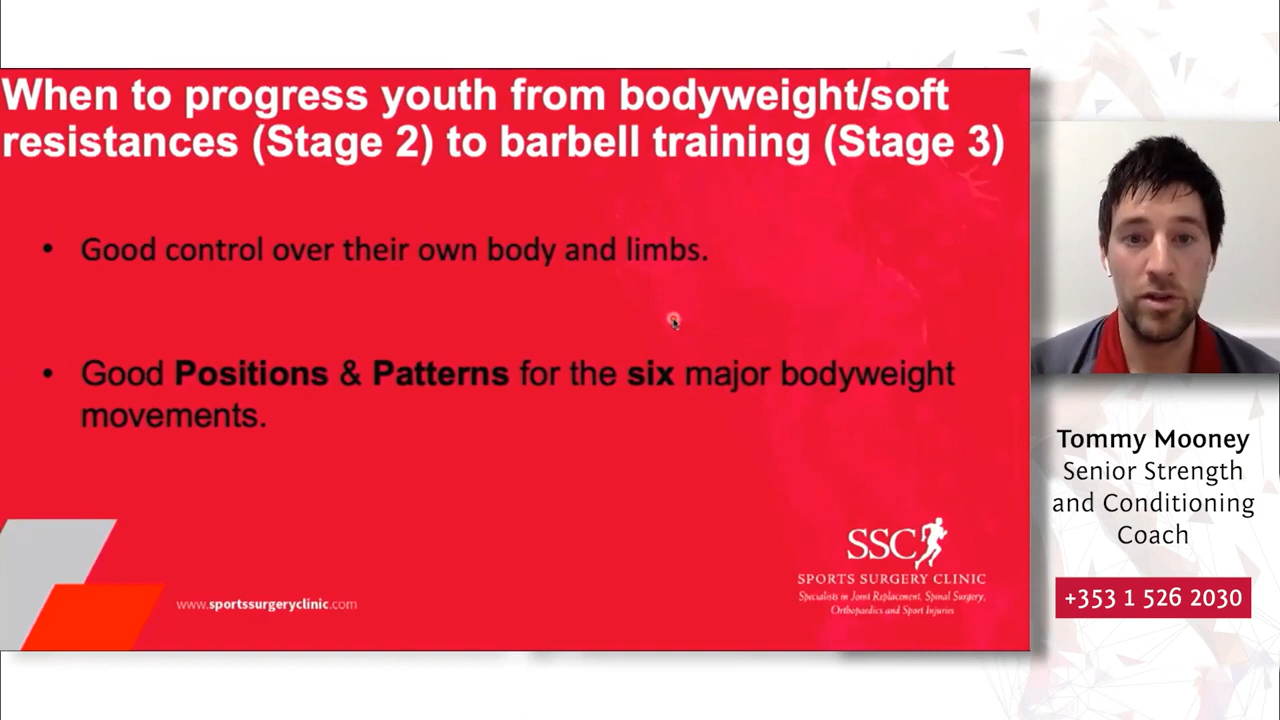 When to progress youth from bodyweight/soft
resistances (Stage 2) to barbell training (Stage 3)
• Good control over their own body and limbs.
• Good Positions & Patterns for the six major bodyweight
movements.
SSC
SPORTS SURGERY CLINIC
Specialists in Joint Replacement, Spinal Surgery,
Orthopaedics and Sport Injuries
www.sportssurgeryclinic.com
Tommy Mooney
Senior Strength
and Conditioning
Coach
+353 1 526 2030